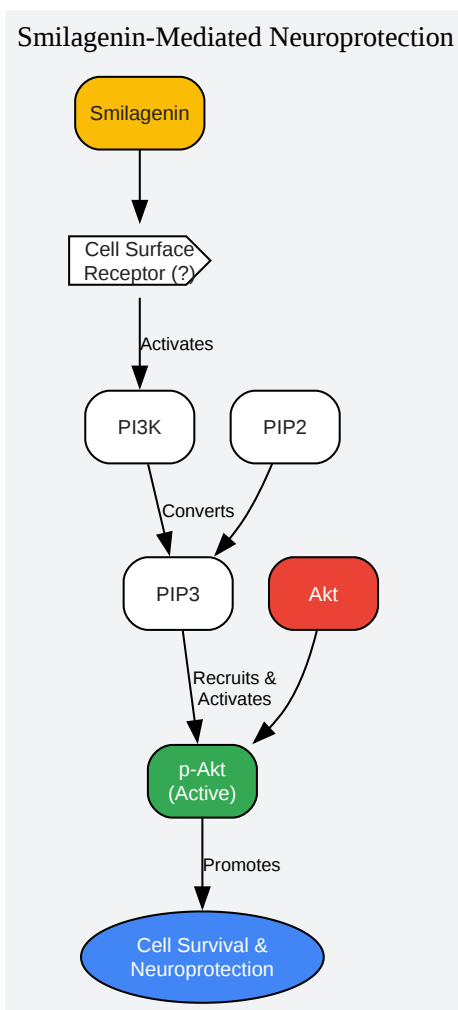 Smilagenin-Mediated Neuroprotection
Smilagenin
Cell Surface
Receptor (?)
Activates
PI3K
PIP2
Converts
PIP3
Akt
Recruits &
Activates
p-Akt
(Active)
Promotes
Cell Survival &
Neuroprotection